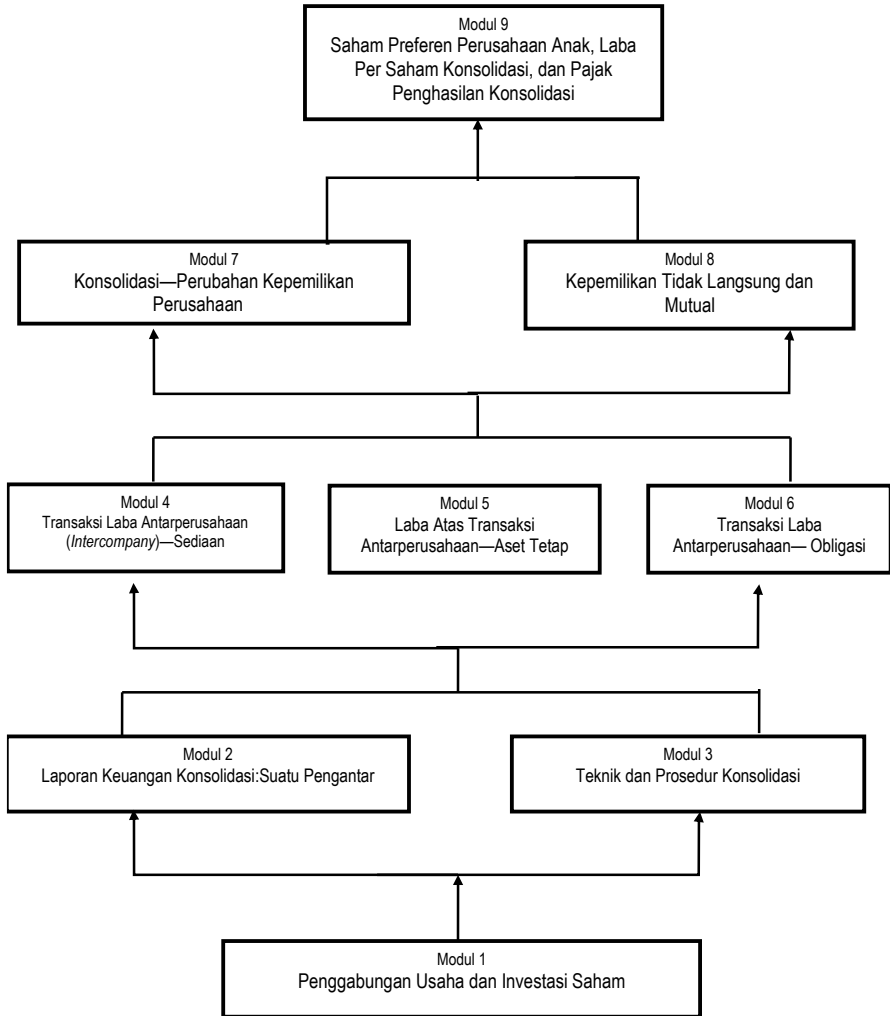 Modul 9
Saham Preferen Perusahaan Anak, Laba
Per Saham Konsolidasi, dan Pajak
Penghasilan Konsolidasi
Modul 7
Konsolidasi—Perubahan Kepemilikan
Perusahaan
Modul 8
Kepemilikan Tidak Langsung dan
Mutual
Modul 4
Transaksi Laba Antarperusahaan
(Intercompany)—Sediaan
Modul 5
Laba Atas Transaksi
Antarperusahaan—Aset Tetap
Modul 6
Transaksi Laba
Antarperusahaan— Obligasi
Modul 2
Laporan Keuangan Konsolidasi:Suatu Pengantar
Modul 3
Teknik dan Prosedur Konsolidasi
Modul 1
Penggabungan Usaha dan Investasi Saham